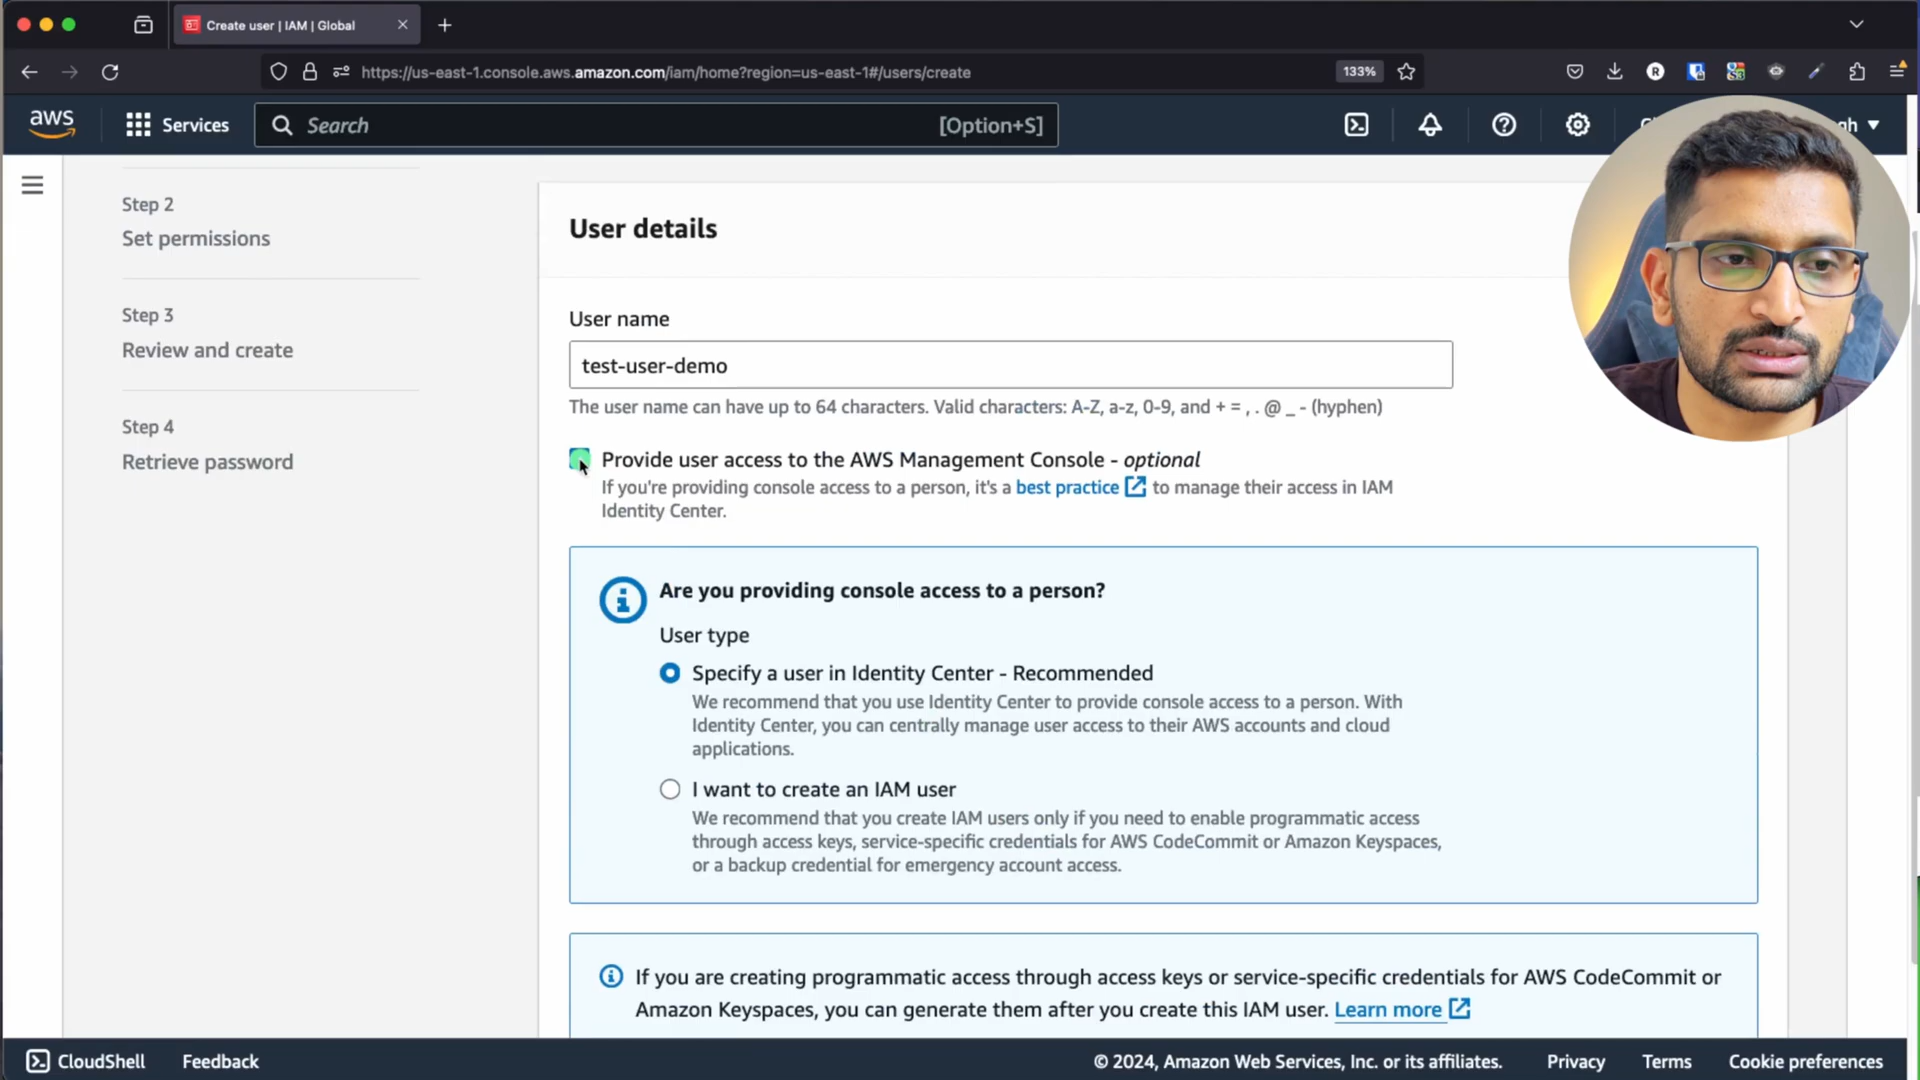 Create user | IAM | Global
https://us-east-1.console.aws.amazon.com/iam/home?region=us-east-1#/users/create
133%
aws
Services
Search
[Option+S]
Step 2
Set permissions
Step 3
Review and create
Step 4
Retrieve password
User details
User name
test-user-demo
The user name can have up to 64 characters. Valid characters: A-Z, a-z, 0-9, and + = , . @ _ - (hyphen)
Provide user access to the AWS Management Console - optional
If you're providing console access to a person, it's a best practice to manage their access in IAM
Identity Center.
Are you providing console access to a person?
User type
Specify a user in Identity Center - Recommended
We recommend that you use Identity Center to provide console access to a person. With
Identity Center, you can centrally manage user access to their AWS accounts and cloud
applications.
I want to create an IAM user
We recommend that you create IAM users only if you need to enable programmatic access
through access keys, service-specific credentials for AWS CodeCommit or Amazon Keyspaces,
or a backup credential for emergency account access.
If you are creating programmatic access through access keys or service-specific credentials for AWS CodeCommit or
Amazon Keyspaces, you can generate them after you create this IAM user. Learn more
CloudShell
Feedback
© 2024, Amazon Web Services, Inc. or its affiliates.
Privacy
Terms
Cookie preferences